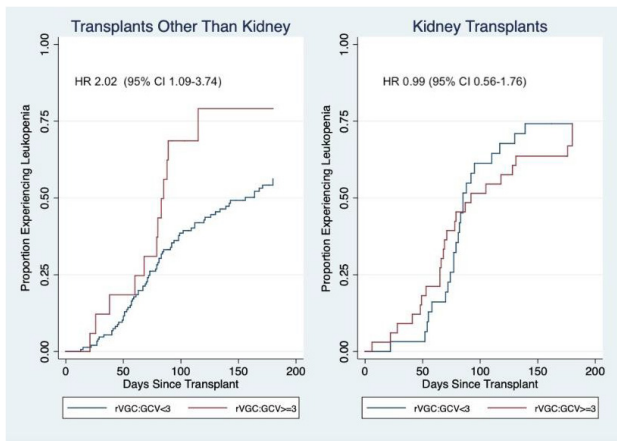 Transplants Other Than Kidney
HR 2.02 (95% CI 1.09-3.74)
Proportion Experiencing Leukopenia
1.00
0.75
0.50
0.25
0.00
0 50 100 150 200
Days Since Transplant
rVGC:GCV<3 rVGC:GCV>=3
Kidney Transplants
HR 0.99 (95% CI 0.56-1.76)
Proportion Experiencing Leukopenia
1.00
0.75
0.50
0.25
0.00
0 50 100 150 200
Days Since Transplant
rVGC:GCV<3 rVGC:GCV>=3